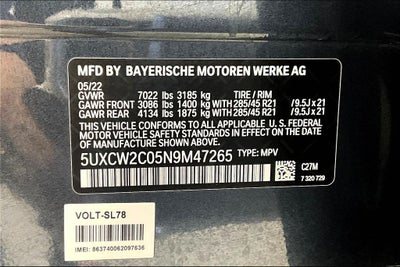 MFD BY BAYERISCHE MOTOREN WERKE AG
05/22
GVWR 7022 lbs 3185 kg TIRE / RIM
GAWR FRONT 3086 lbs 1400 kg WITH 285/45 R21 /9.5J x 21
GAWR REAR 4134 lbs 1875 kg WITH 285/45 R21 /9.5J x 21
THIS VEHICLE CONFORMS TO ALL APPLICABLE U.S. FEDERAL
MOTOR VEHICLE SAFETY STANDARDS IN EFFECT ON THE DATE
OF MANUFACTURE SHOWN ABOVE.
5UXCW2C05N9M47265 TYPE: MPV
C27M
7 320 729
VOLT-SL78
IMEI: 863740062097636